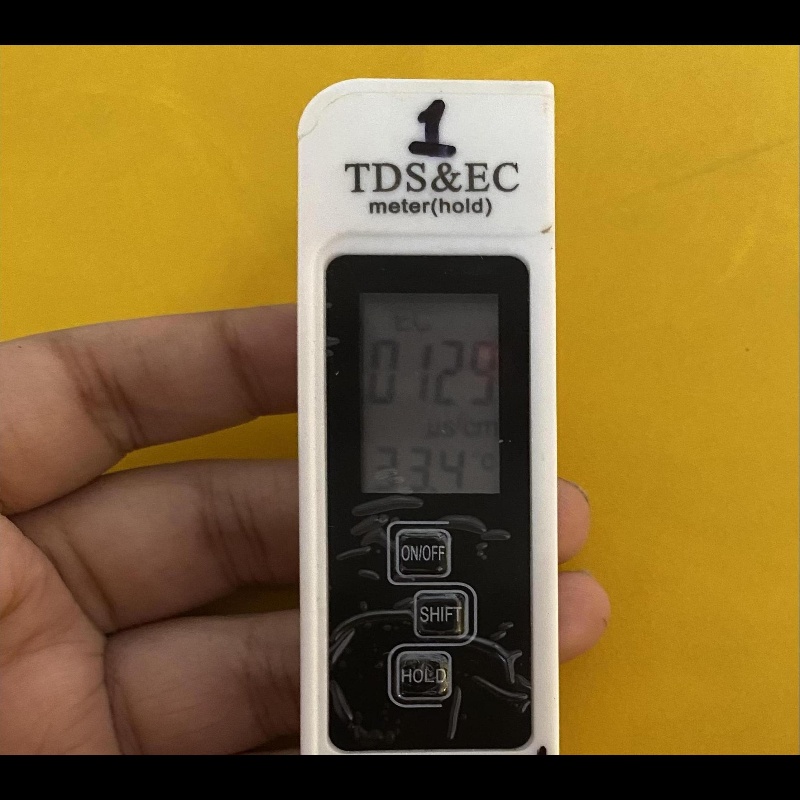 1
TDS&EC
meter(hold)
EC
0129
µs/cm
33.4 °C
ON/OFF
SHIFT
HOLD